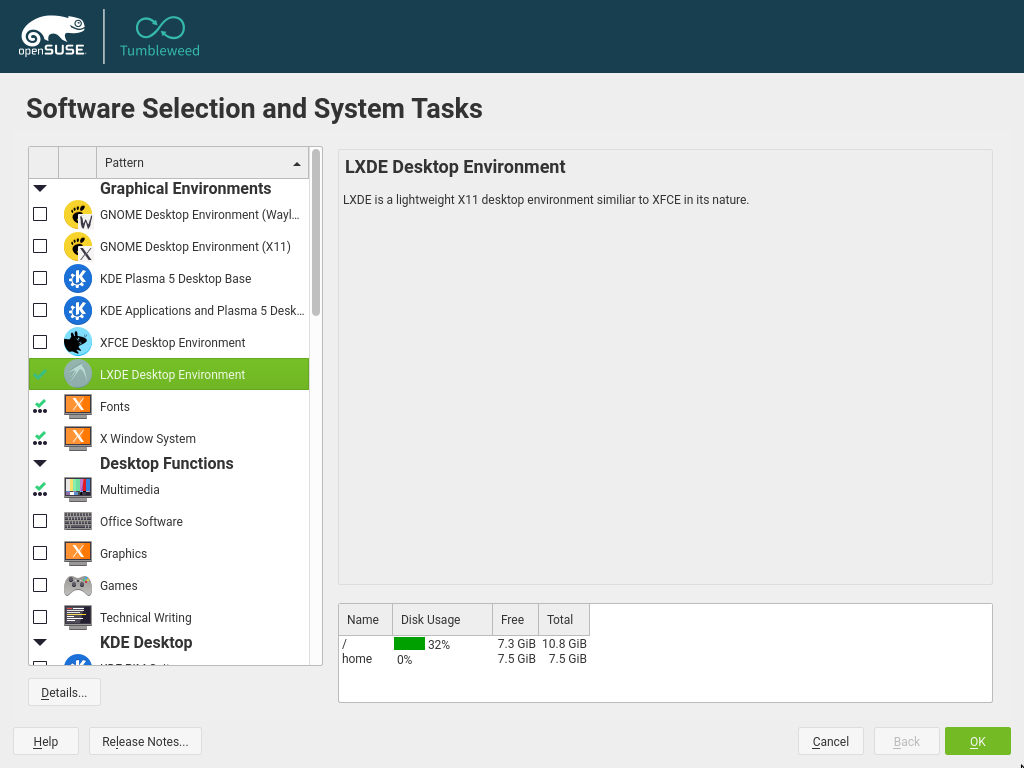 openSUSE.
Tumbleweed
Software Selection and System Tasks
Pattern
Graphical Environments
GNOME Desktop Environment (Wayl...
GNOME Desktop Environment (X11)
KDE Plasma 5 Desktop Base
KDE Applications and Plasma 5 Desk...
XFCE Desktop Environment
LXDE Desktop Environment
Fonts
X Window System
Desktop Functions
Multimedia
Office Software
Graphics
Games
Technical Writing
KDE Desktop
LXDE Desktop Environment
LXDE is a lightweight X11 desktop environment similiar to XFCE in its nature.
Name Disk Usage Free Total
/ 32% 7.3 GiB 10.8 GiB
home 0% 7.5 GiB 7.5 GiB
Details...
Help Release Notes... Cancel Back OK